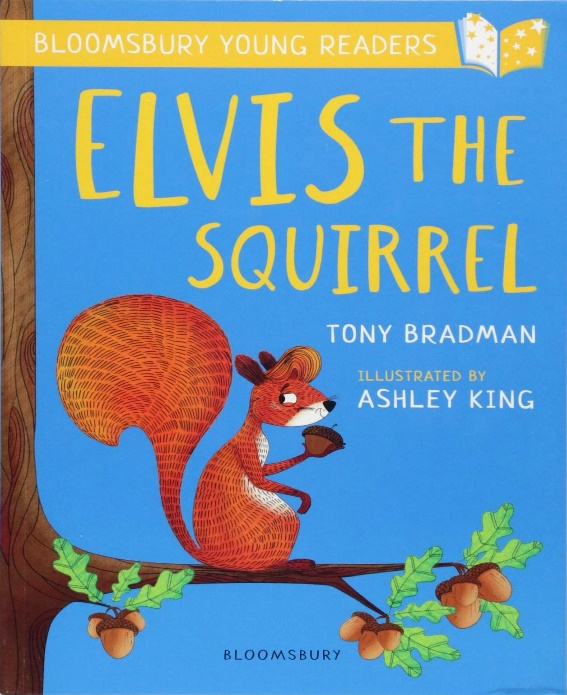 BLOOMSBURY YOUNG READERS
ELVIS THE
SQUIRREL
TONY BRADMAN
ILLUSTRATED BY
ASHLEY KING
BLOOMSBURY